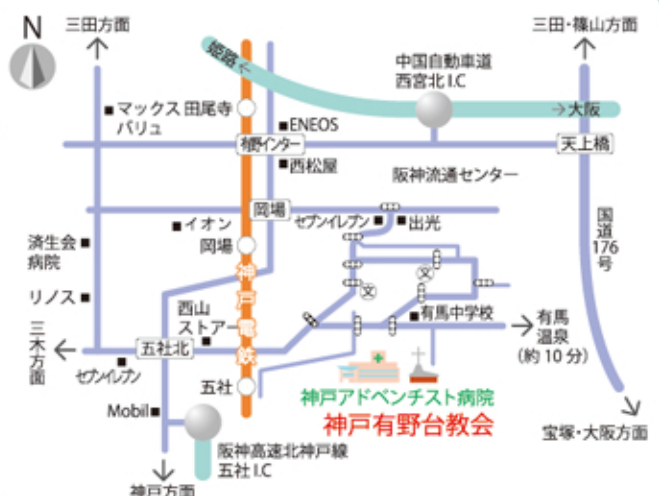 N
三田方面
三田・篠山方面
姫路←
中国自動車道
西宮北I.C
→大阪
マックス
バリュ
田尾寺
ENEOS
有野インター
天上橋
西松屋
阪神流通センター
岡場
セブンイレブン
出光
イオン
岡場
国道176号
済生会
病院
神戸電鉄
文
文
リノス
西山
ストアー
有馬中学校
有馬
温泉
(約10分)
三木方面
五社北
セブンイレブン
五社
神戸アドベンチスト病院
神戸有野台教会
Mobil
宝塚・大阪方面
阪神高速北神戸線
五社I.C
神戸方面